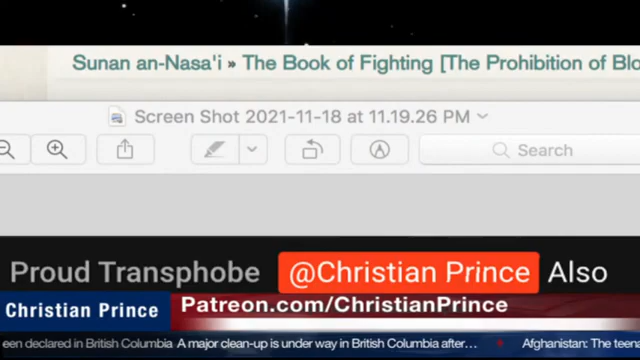 Sunan an-Nasa'i » The Book of Fighting [The Prohibition of Blo
Screen Shot 2021-11-18 at 11.19.26 PM
Search
Proud Transphobe @Christian Prince Also
Christian Prince
Patreon.com/ChristianPrince
een declared in British Columbia A major clean-up is under way in British Columbia after... Afghanistan: The teena